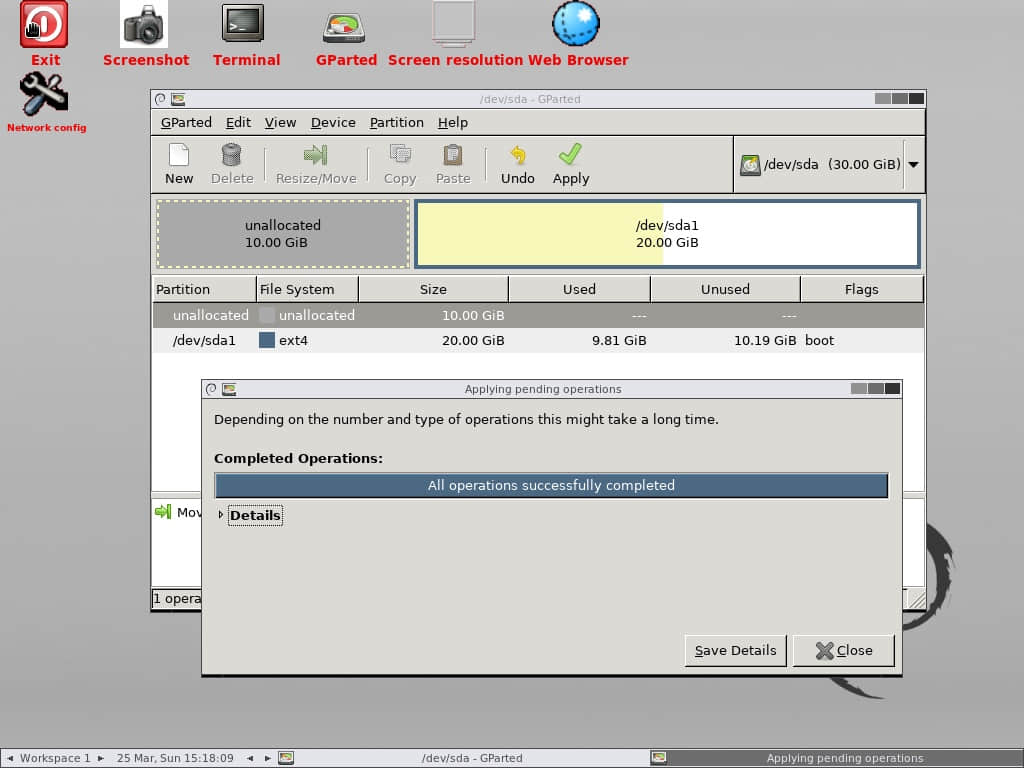 Exit
Screenshot
Terminal
GParted
Screen resolution
Web Browser
Network config
/dev/sda - GParted
GParted Edit View Device Partition Help
New Delete Resize/Move Copy Paste Undo Apply
/dev/sda (30.00 GiB)
unallocated
10.00 GiB
/dev/sda1
20.00 GiB
Partition File System Size Used Unused Flags
unallocated unallocated 10.00 GiB --- ---
/dev/sda1 ext4 20.00 GiB 9.81 GiB 10.19 GiB boot
Applying pending operations
Depending on the number and type of operations this might take a long time.
Completed Operations:
All operations successfully completed
Details
Mov
1 opera
Save Details Close
Workspace 1 25 Mar, Sun 15:18:09 /dev/sda - GParted Applying pending operations